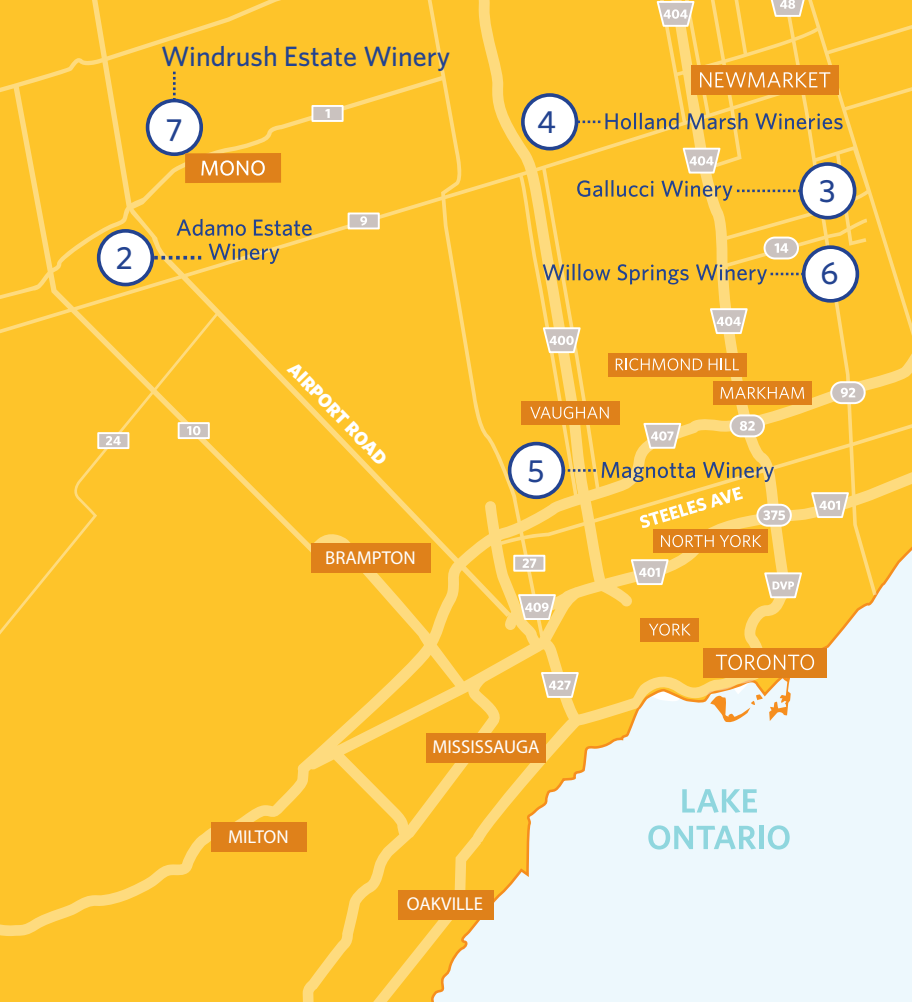 404
48
Windrush Estate Winery
NEWMARKET
1
4
Holland Marsh Wineries
7
MONO
404
Gallucci Winery
3
9
Adamo Estate
Winery
2
14
Willow Springs Winery
6
404
400
RICHMOND HILL
AIRPORT ROAD
MARKHAM
92
VAUGHAN
82
407
10
24
5
Magnotta Winery
STEELES AVE
401
375
NORTH YORK
BRAMPTON
27
401
DVP
409
YORK
TORONTO
427
MISSISSAUGA
LAKE
ONTARIO
MILTON
OAKVILLE